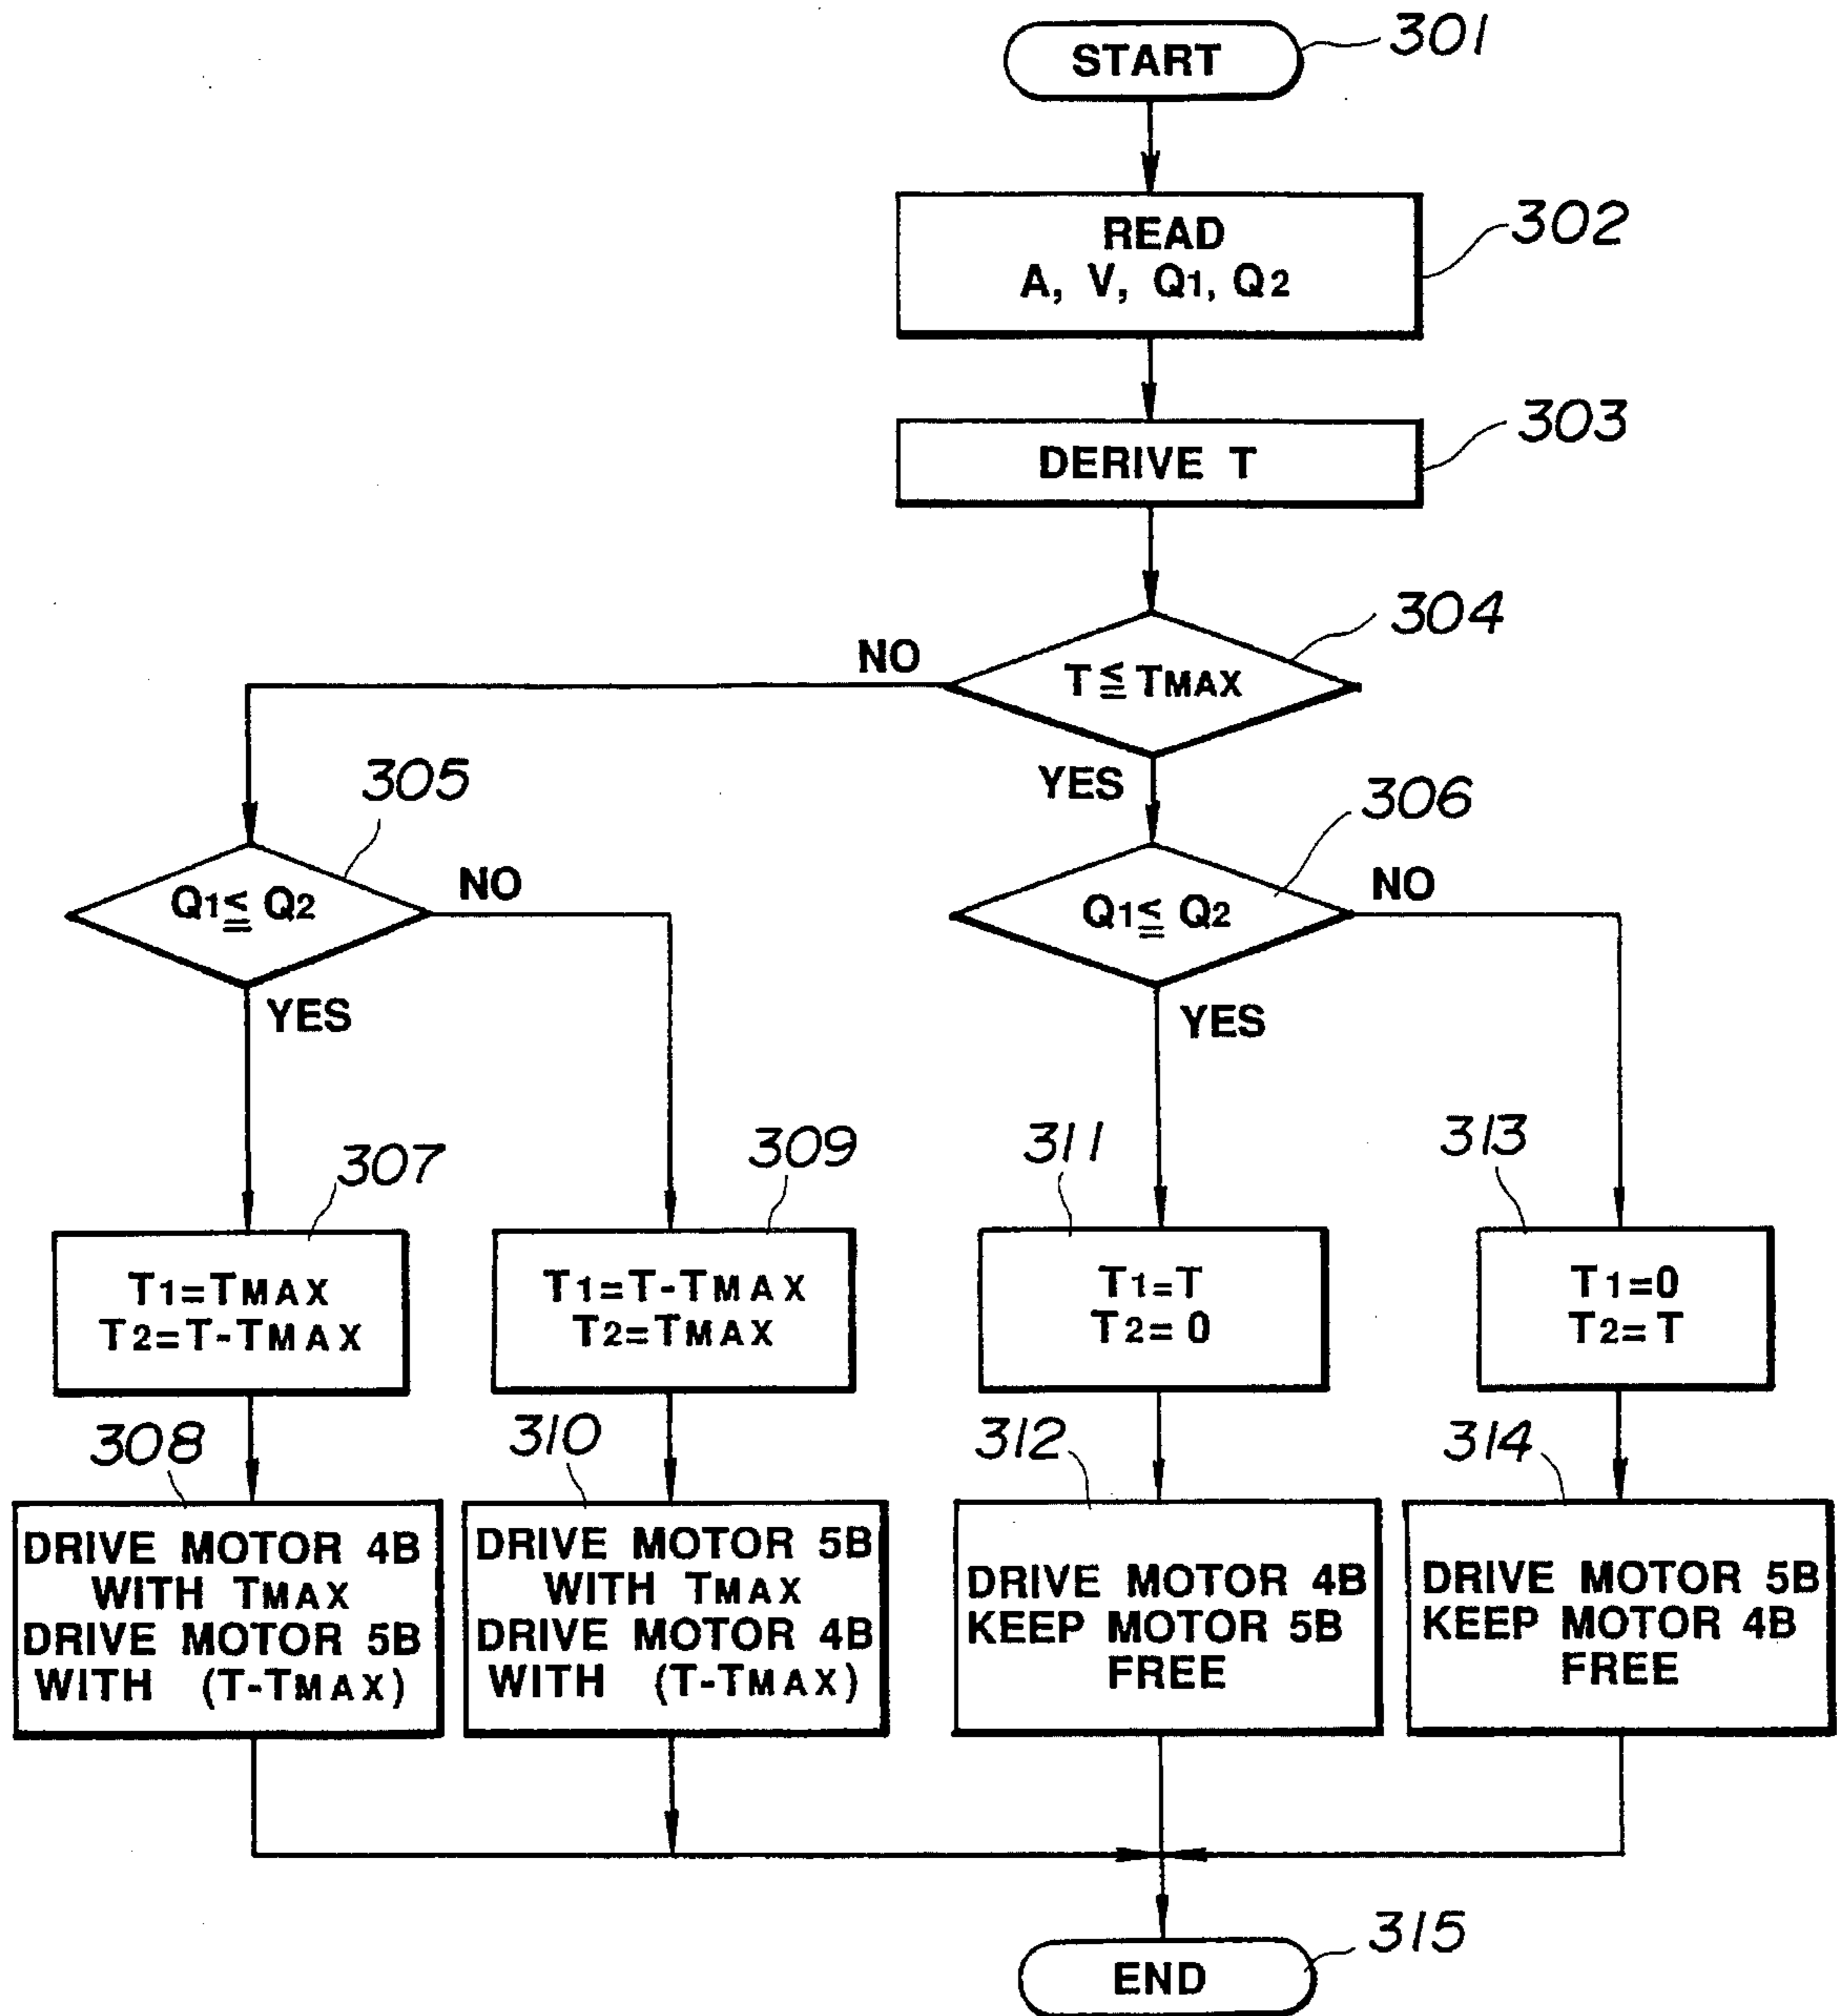 START
301
READ
A, V, Q1, Q2
302
DERIVE T
303
T ≦ TMAX
304
NO
YES
305
Q1 ≦ Q2
NO
YES
306
Q1 ≦ Q2
NO
YES
307
T1=TMAX
T2=T-TMAX
309
T1=T-TMAX
T2=TMAX
311
T1=T
T2=0
313
T1=0
T2=T
308
DRIVE MOTOR 4B
WITH TMAX
DRIVE MOTOR 5B
WITH (T-TMAX)
310
DRIVE MOTOR 5B
WITH TMAX
DRIVE MOTOR 4B
WITH (T-TMAX)
312
DRIVE MOTOR 4B
KEEP MOTOR 5B
FREE
314
DRIVE MOTOR 5B
KEEP MOTOR 4B
FREE
END
315